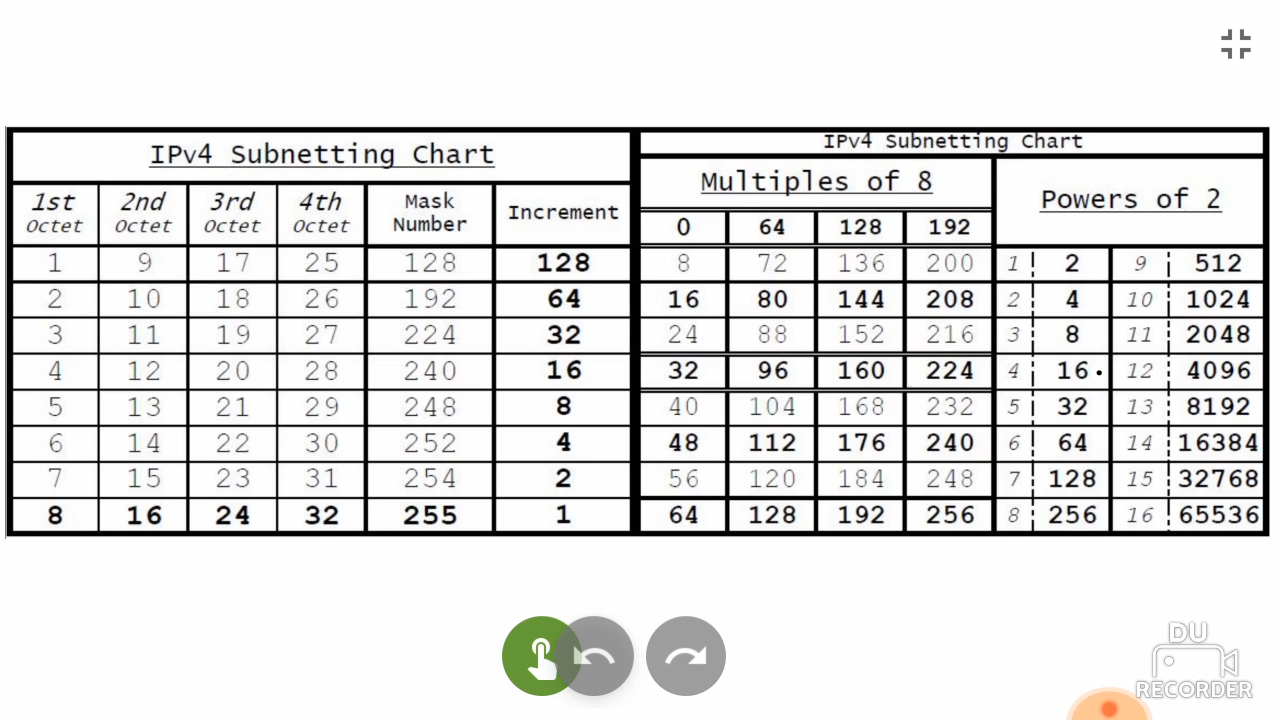 IPv4 Subnetting Chart
1st Octet 2nd Octet 3rd Octet 4th Octet Mask Number Increment
1 9 17 25 128 128
2 10 18 26 192 64
3 11 19 27 224 32
4 12 20 28 240 16
5 13 21 29 248 8
6 14 22 30 252 4
7 15 23 31 254 2
8 16 24 32 255 1
IPv4 Subnetting Chart
Multiples of 8
0 64 128 192
8 72 136 200
16 80 144 208
24 88 152 216
32 96 160 224
40 104 168 232
48 112 176 240
56 120 184 248
64 128 192 256
Powers of 2
1 2 9 512
2 4 10 1024
3 8 11 2048
4 16 12 4096
5 32 13 8192
6 64 14 16384
7 128 15 32768
8 256 16 65536
DU
RECORDER